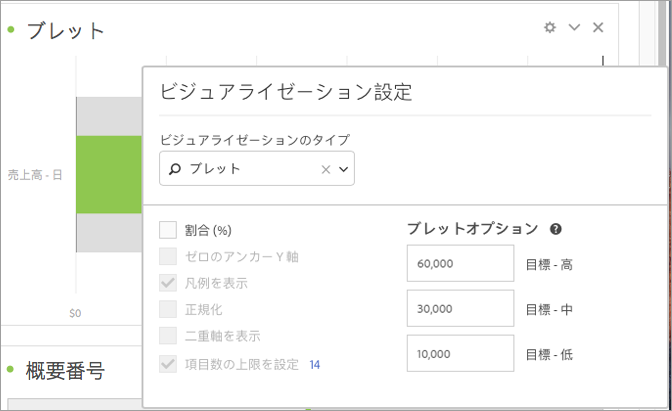 ブレット
ビジュアライゼーション設定
ビジュアライゼーションのタイプ
ブレット
売上高 - 日
割合 (%)
ゼロのアンカー Y 軸
凡例を表示
正規化
二重軸を表示
項目数の上限を設定 14
ブレットオプション
60,000 目標 - 高
30,000 目標 - 中
10,000 目標 - 低
$0
概要番号